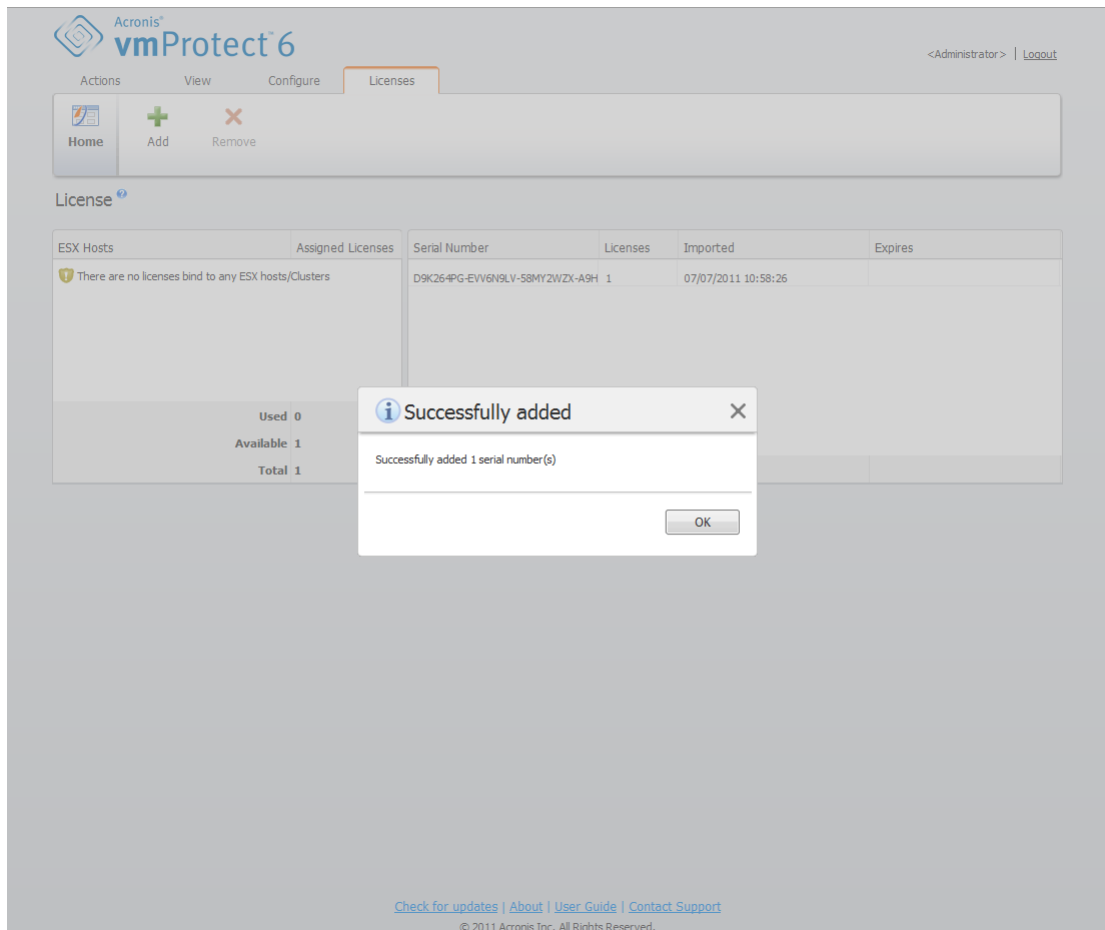 Acronis®
vmProtect™6
<Administrator> | Logout
Actions View Configure Licenses
Home Add Remove
License
ESX Hosts Assigned Licenses Serial Number Licenses Imported Expires
There are no licenses bind to any ESX hosts/Clusters D9K264PG-EVV6N9LV-58MY2WZX-A9H 1 07/07/2011 10:58:26
Used 0
Available 1
Total 1
Successfully added
Successfully added 1 serial number(s)
OK
Check for updates | About | User Guide | Contact Support
© 2011 Acronis Inc. All Rights Reserved.